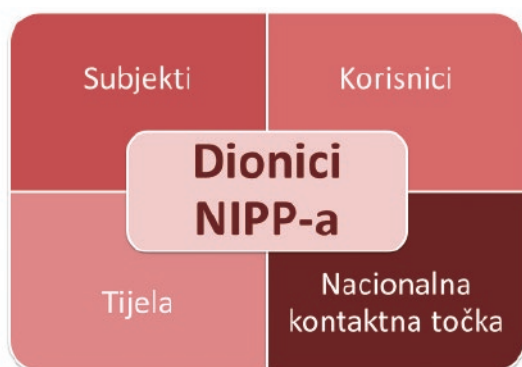 Subjekti
Korisnici
Dionici
NIPP-a
Tijela
Nacionalna
kontaktna točka